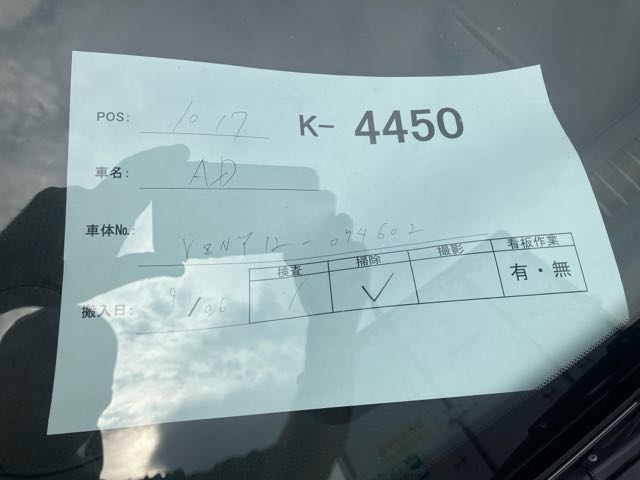 POS: 1017 K- 4450
車名: AD
車体No.: VZNY12-074602
検査 掃除 撮影 看板作業
搬入日: 9/26 有・無